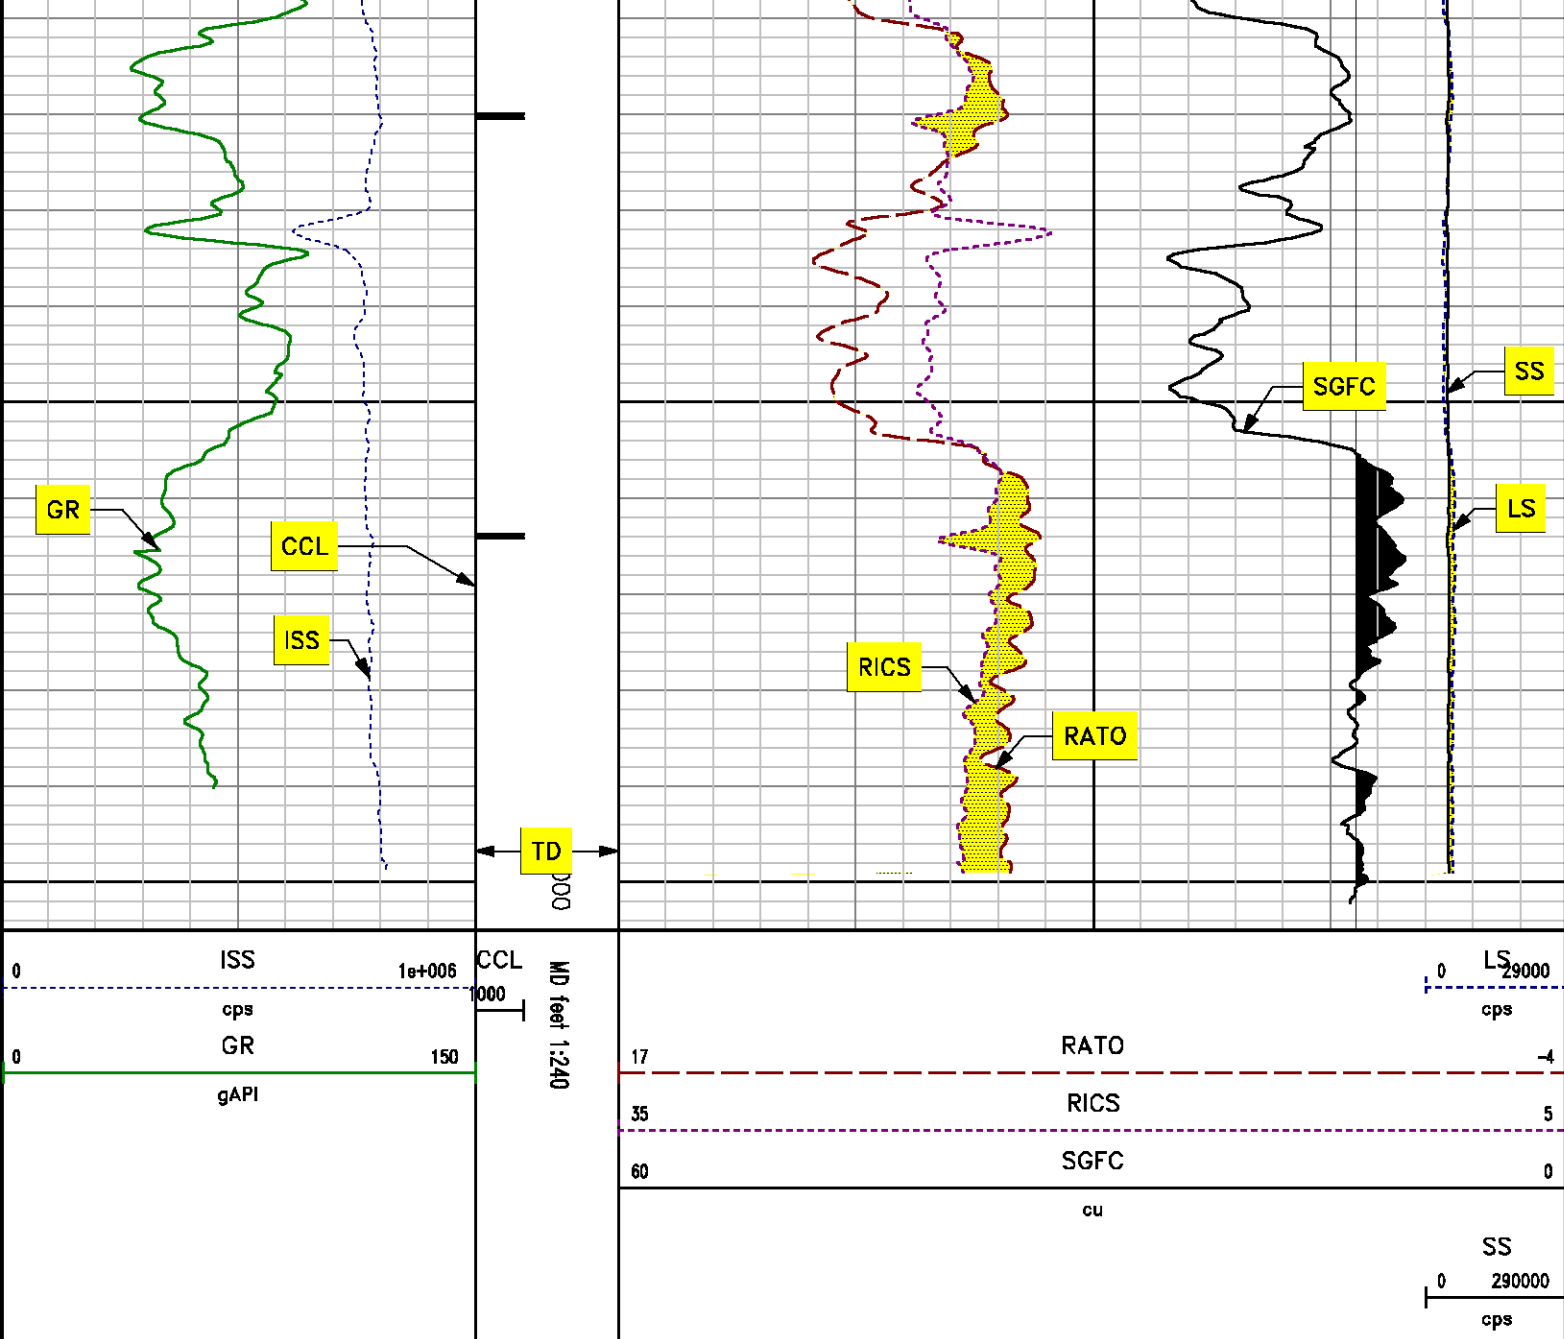 SS
SGFC
GR
LS
CCL
ISS
RICS
RATO
TD
ISS
0 1e+006
cps
GR
0 150
gAPI
CCL
1000
MD feet 1:240
LS
0 29000
cps
RATO
17 -4
RICS
35 5
SGFC
60 0
cu
SS
0 290000
cps